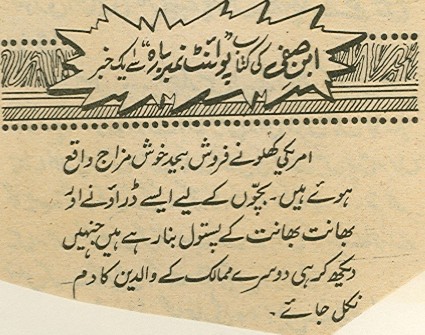 ابن صفی کی کتاب "پوائنٹ نمبر بارہ" سے ایک خبر
امریکی کھلونے فروش بیحد خوش مزاج واقع
ہوئے ہیں۔ بچّوں کے لیے ایسے ڈراؤنے اور
بھانت بھانت کے پستول بنا رہے ہیں جنہیں
دیکھ کر ہی دوسرے ممالک کے والدین کا دم
نکل جائے۔